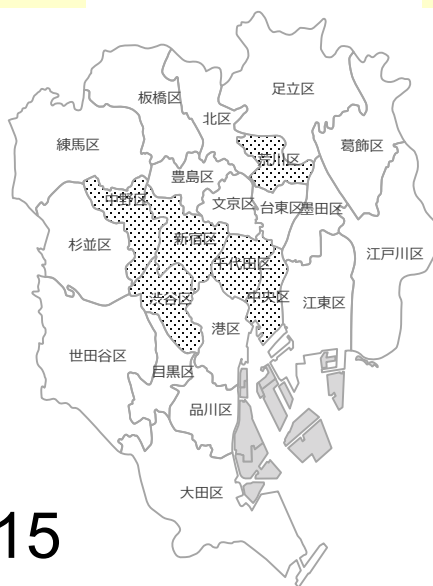 足立区
板橋区
北区
練馬区
荒川区
葛飾区
豊島区
中野区
文京区
台東区
墨田区
新宿区
杉並区
千代田区
江戸川区
中央区
渋谷区
江東区
港区
世田谷区
目黒区
品川区
大田区
15